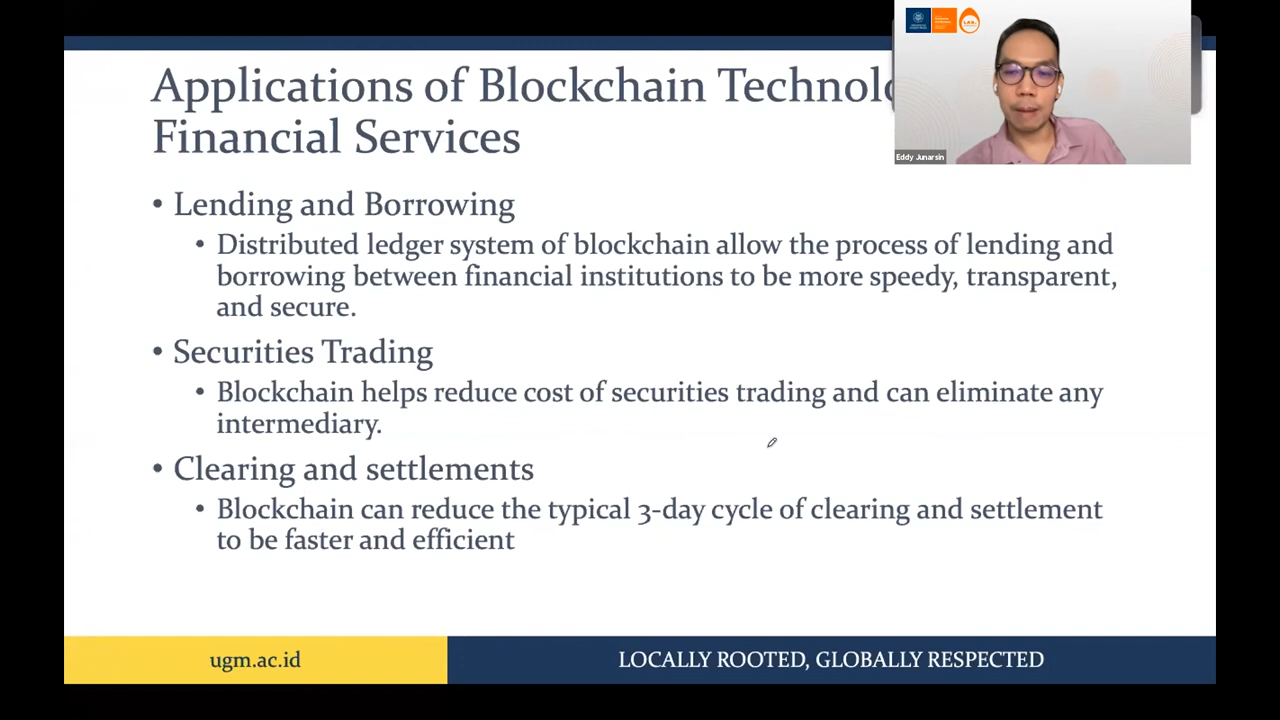 Applications of Blockchain Technolo
Financial Services
• Lending and Borrowing
• Distributed ledger system of blockchain allow the process of lending and
borrowing between financial institutions to be more speedy, transparent,
and secure.
• Securities Trading
• Blockchain helps reduce cost of securities trading and can eliminate any
intermediary.
• Clearing and settlements
• Blockchain can reduce the typical 3-day cycle of clearing and settlement
to be faster and efficient
Eddy Junarsin
ugm.ac.id
LOCALLY ROOTED, GLOBALLY RESPECTED